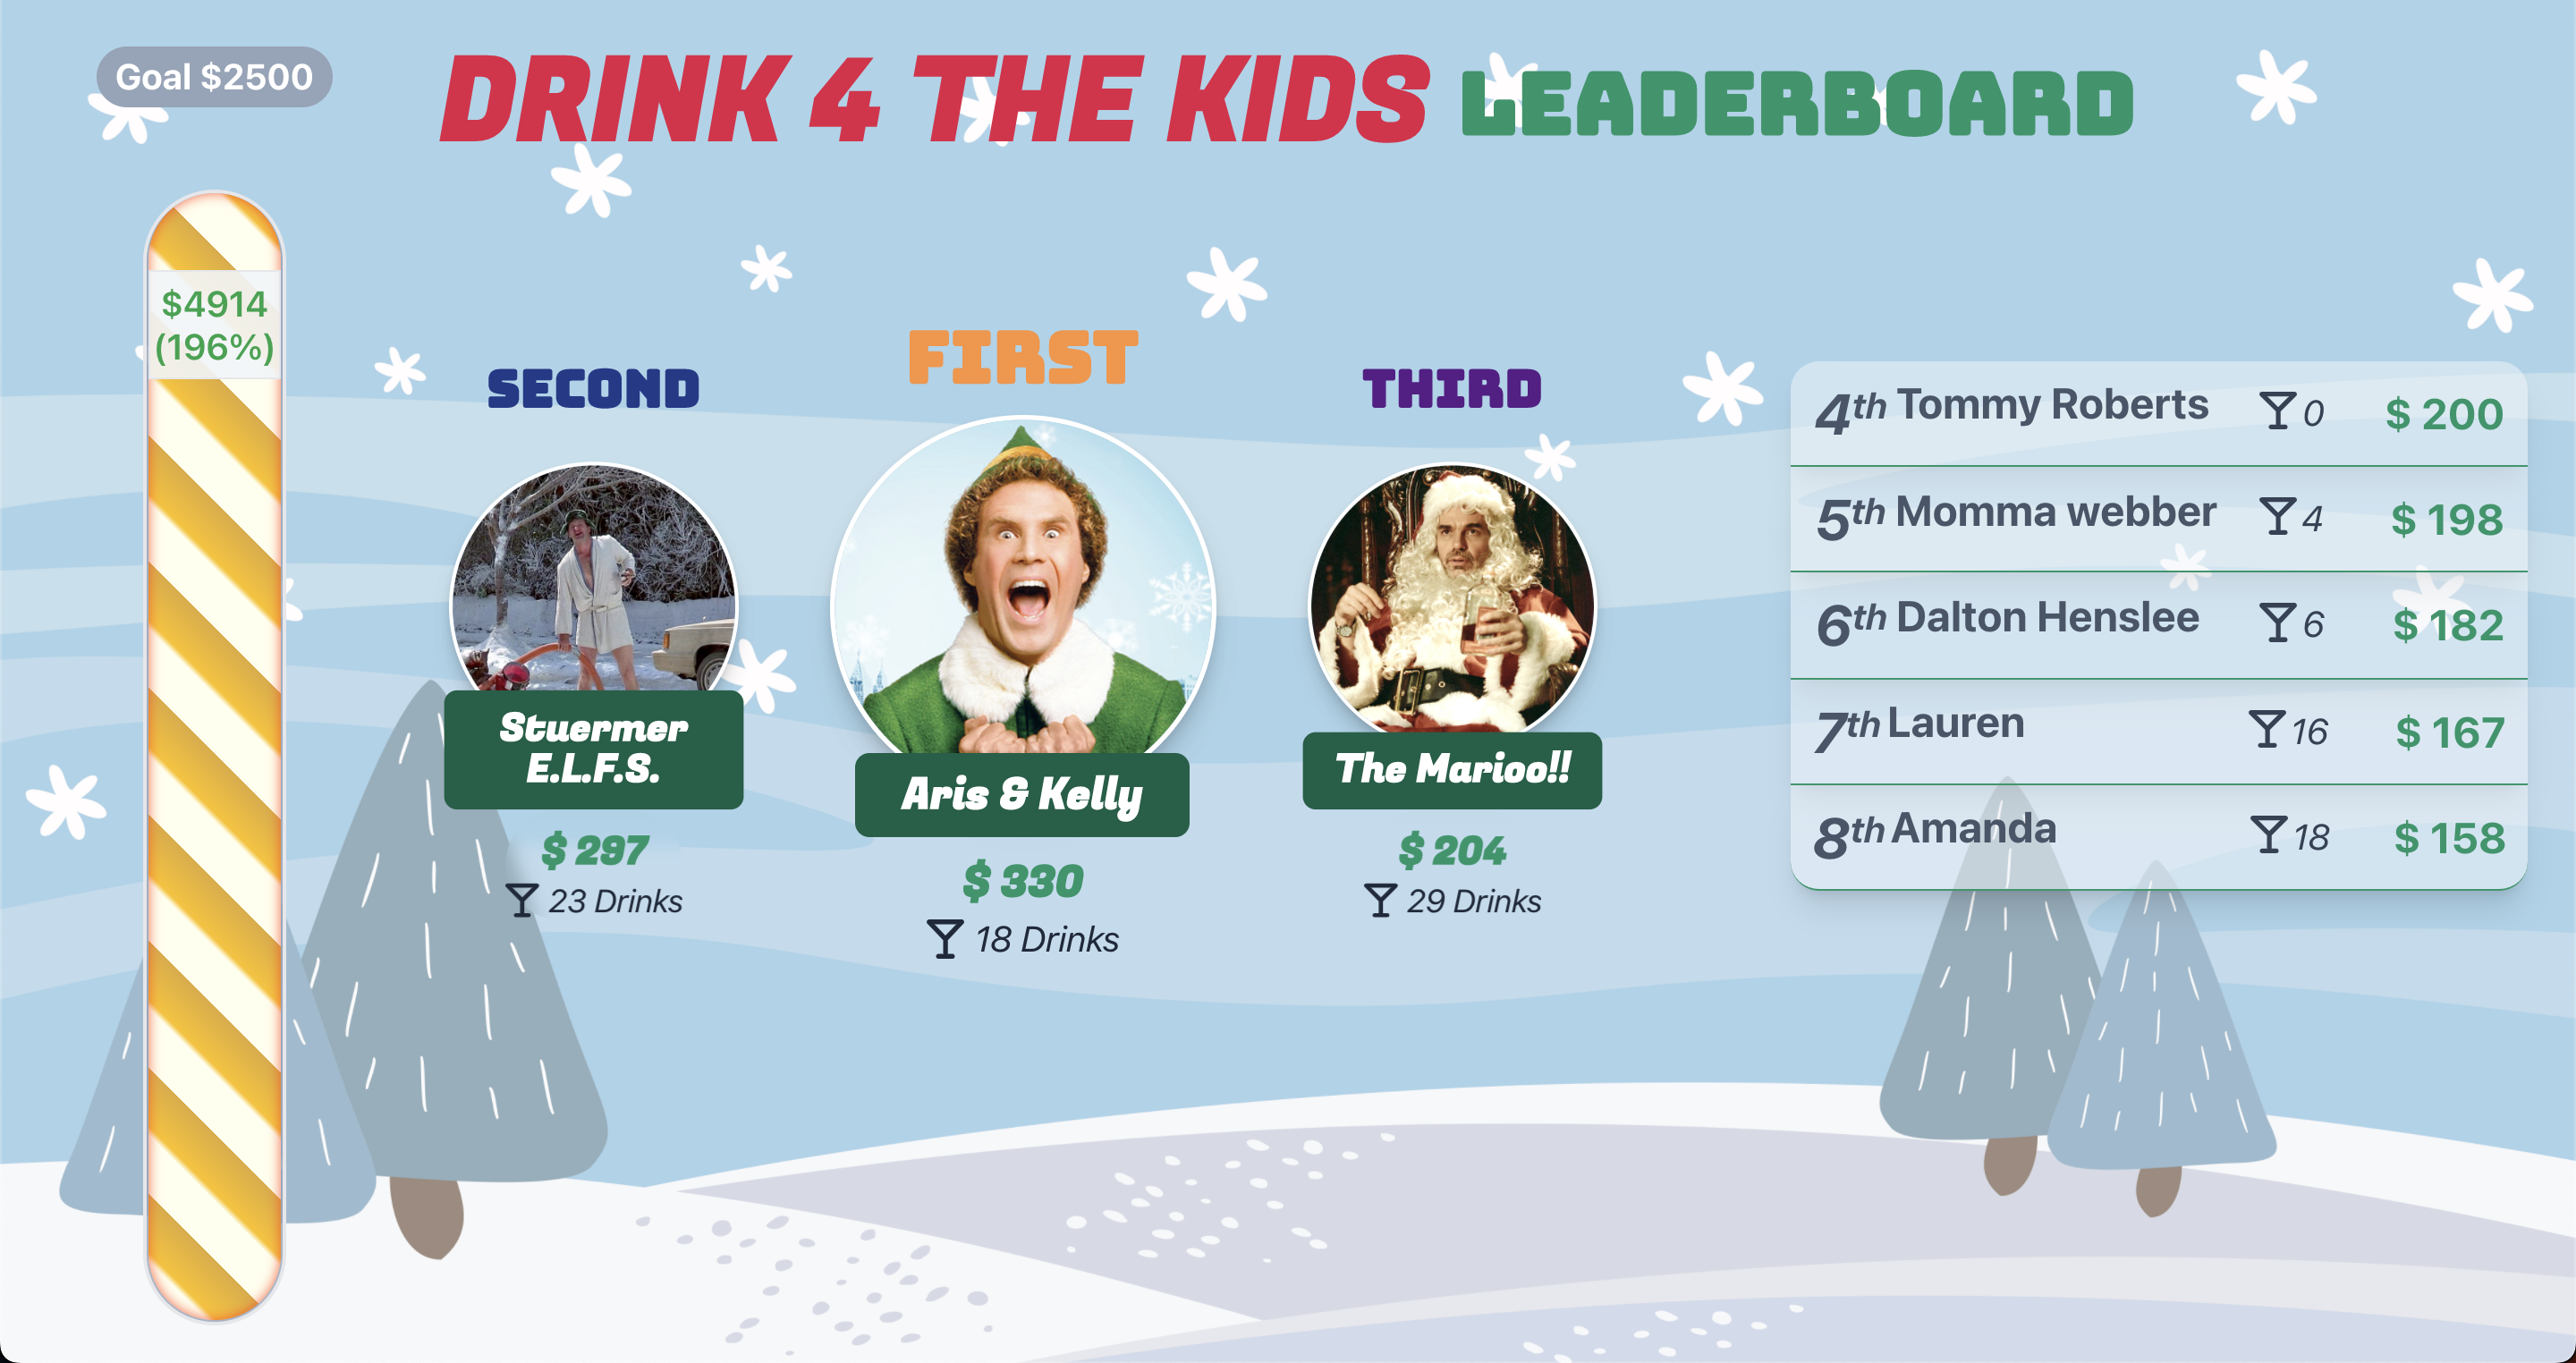 Goal $2500
DRINK 4 THE KIDS LEADERBOARD
$4914
(196%)
SECOND
Stuermer
E.L.F.S.
$ 297
23 Drinks
FIRST
Aris & Kelly
$ 330
18 Drinks
THIRD
The Marioo!!
$ 204
29 Drinks
4th Tommy Roberts 0 $ 200
5th Momma webber 4 $ 198
6th Dalton Henslee 6 $ 182
7th Lauren 16 $ 167
8th Amanda 18 $ 158